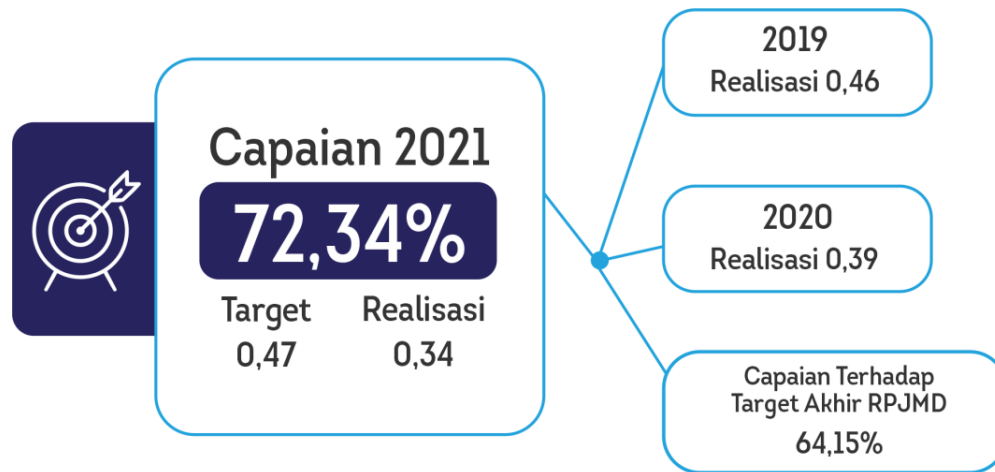 Capaian 2021
72,34%
Target
0,47
Realisasi
0,34
2019
Realisasi 0,46
2020
Realisasi 0,39
Capaian Terhadap
Target Akhir RPJMD
64,15%